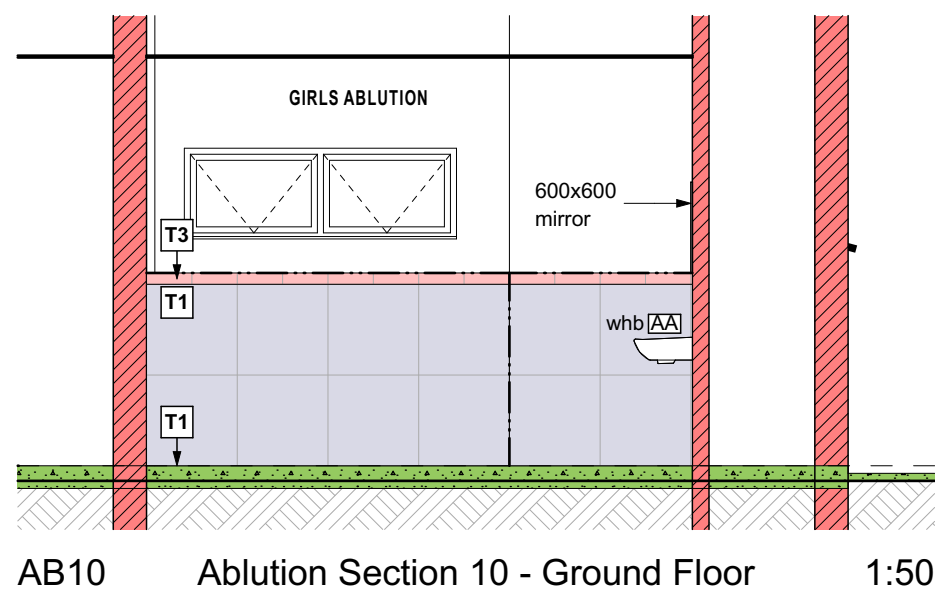 GIRLS ABLUTION
600x600
mirror
T3
T1
whb AA
T1
AB10 Ablution Section 10 - Ground Floor 1:50